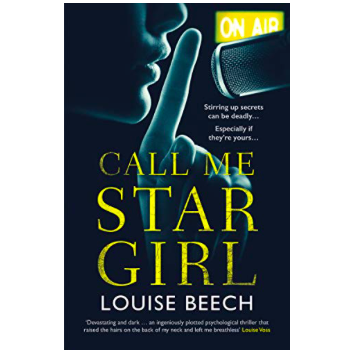 ON AIR
Stirring up secrets
can be deadly...
Especially if
they're yours...
CALL ME
STAR
GIRL
LOUISE BEECH
'Devastating and dark ... an ingeniously plotted psychological thriller that
raised the hairs on the back of my neck and left me breathless' Louise Voss